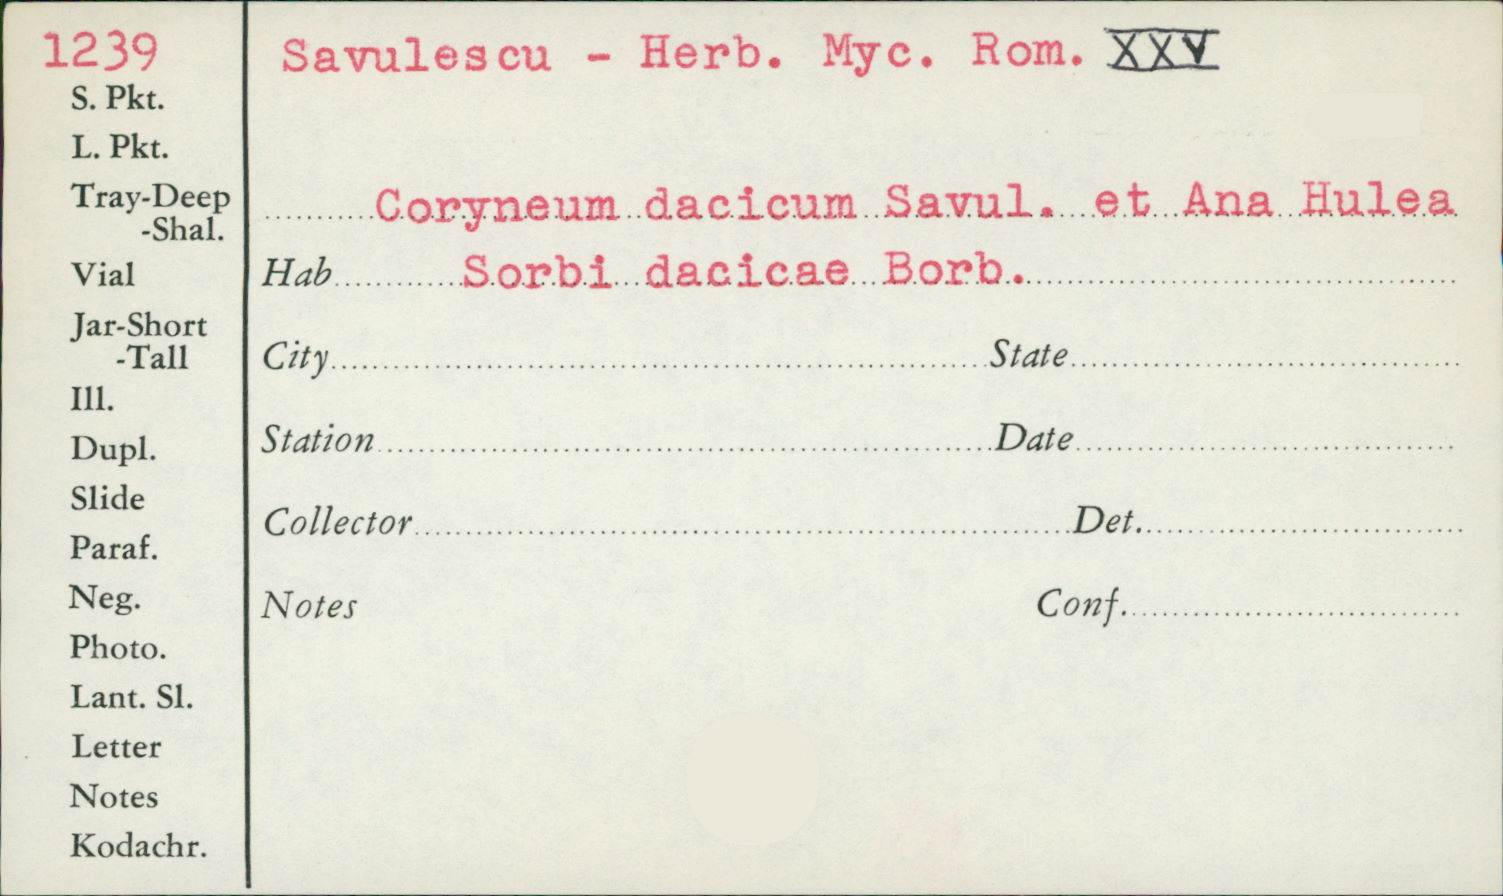 1239
Savulescu - Herb. Myc. Rom. XXV
S. Pkt.
L. Pkt.
Tray-Deep
-Shal.
Coryneum dacicum Savul. et Ana Hulea
Vial
Hab Sorbi dacicae Borb.
Jar-Short
-Tall
City State
Ill.
Dupl.
Station Date
Slide
Collector Det.
Paraf.
Neg.
Notes Conf.
Photo.
Lant. Sl.
Letter
Notes
Kodachr.